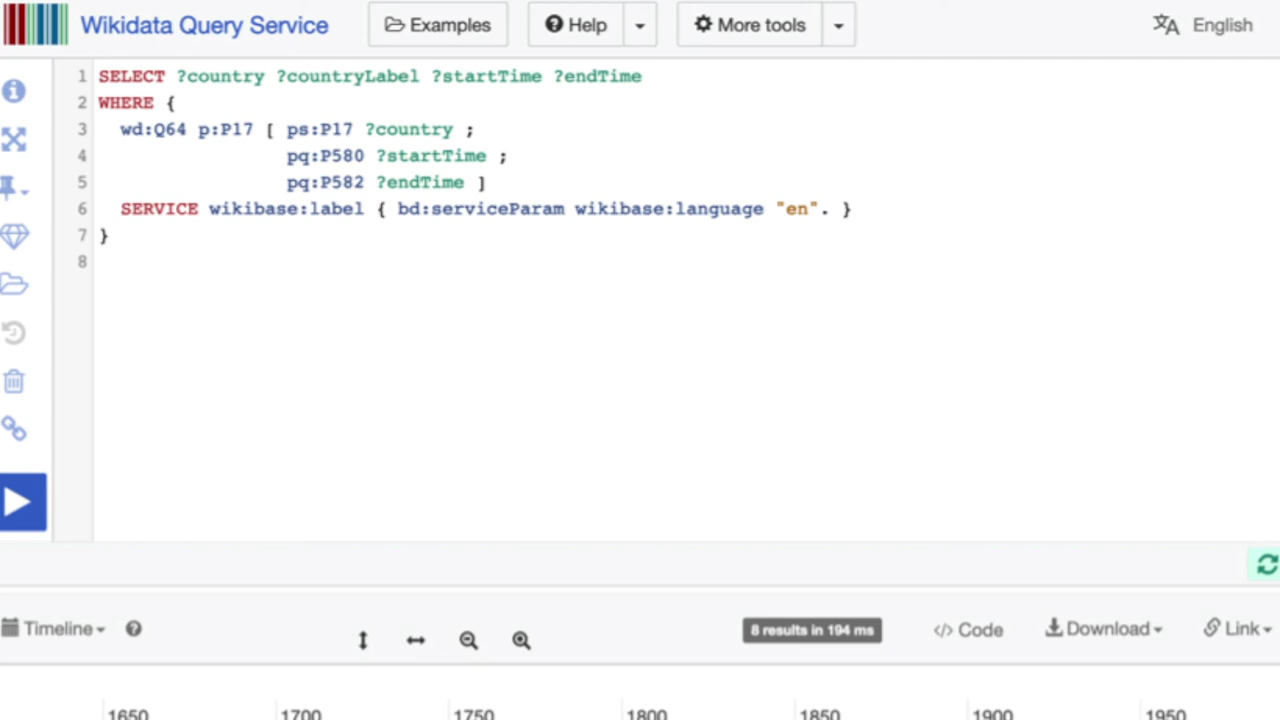 Wikidata Query Service Examples Help More tools English
1 SELECT ?country ?countryLabel ?startTime ?endTime
2 WHERE {
3 wd:Q64 p:P17 [ ps:P17 ?country ;
4 pq:P580 ?startTime ;
5 pq:P582 ?endTime ]
6 SERVICE wikibase:label { bd:serviceParam wikibase:language "en". }
7 }
8
Timeline 8 results in 194 ms </> Code Download Link
1650 1700 1750 1800 1850 1900 1950